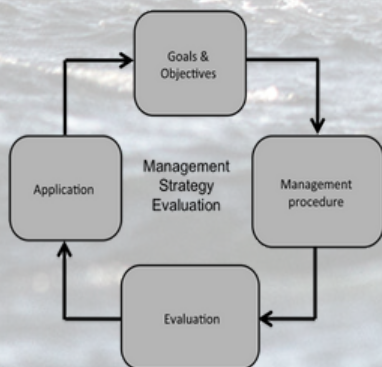 Goals &
Objectives
Management
Strategy
Evaluation
Application
Management
procedure
Evaluation